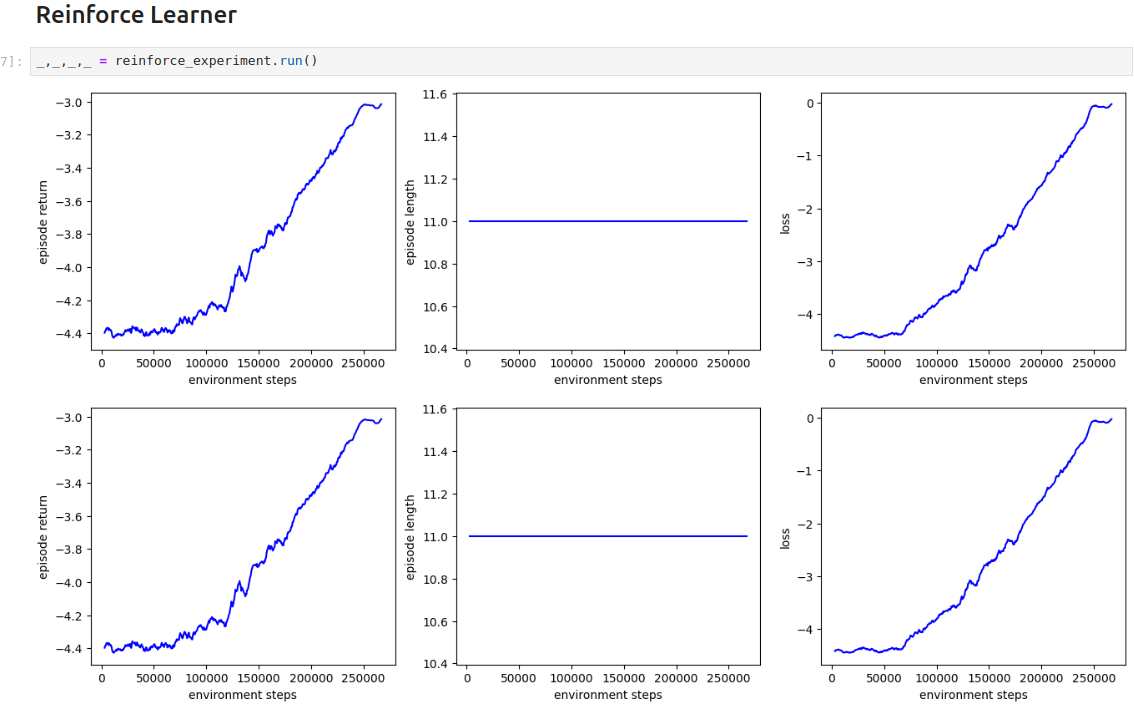 Reinforce Learner
7]: _,_,_,_ = reinforce_experiment.run()
−3.0
−3.2
−3.4
−3.6
−3.8
−4.0
−4.2
−4.4
episode return
0 50000 100000 150000 200000 250000
environment steps
11.6
11.4
11.2
11.0
10.8
10.6
10.4
episode length
0 50000 100000 150000 200000 250000
environment steps
0
−1
−2
−3
−4
loss
0 50000 100000 150000 200000 250000
environment steps
−3.0
−3.2
−3.4
−3.6
−3.8
−4.0
−4.2
−4.4
episode return
0 50000 100000 150000 200000 250000
environment steps
11.6
11.4
11.2
11.0
10.8
10.6
10.4
episode length
0 50000 100000 150000 200000 250000
environment steps
0
−1
−2
−3
−4
loss
0 50000 100000 150000 200000 250000
environment steps